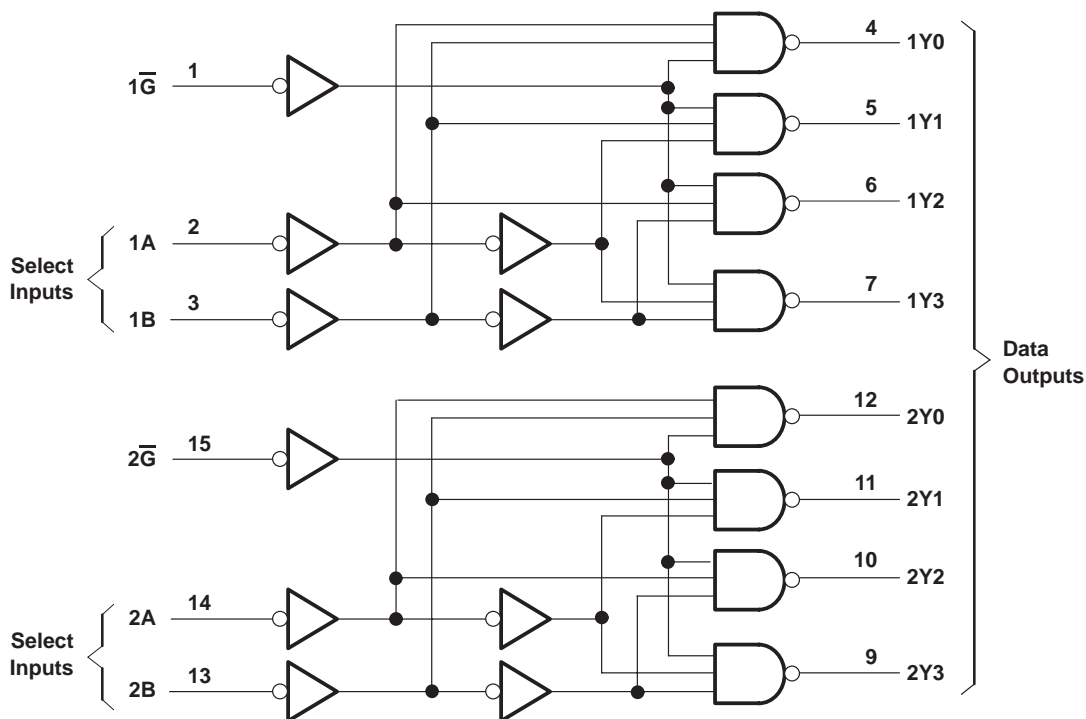 4
1Y0
1G̅ 1
5
1Y1
6
1Y2
1A 2
Select
Inputs
7
1Y3
1B 3
Data
Outputs
12
2Y0
2G̅ 15
11
2Y1
10
2Y2
2A 14
Select
Inputs
9
2Y3
2B 13